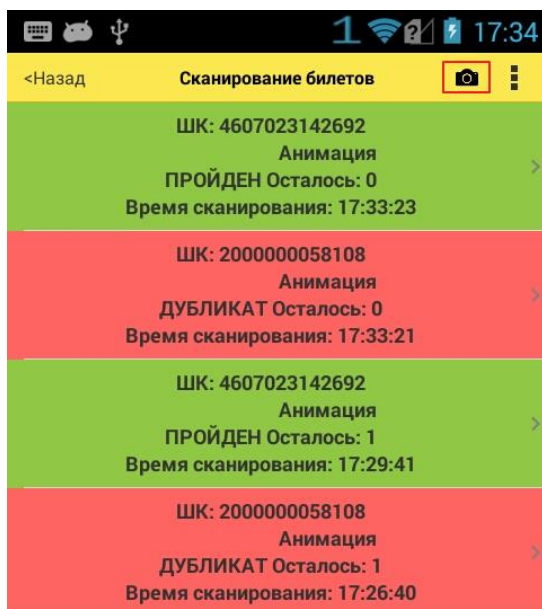 1 17:34
<Назад Сканирование билетов
ШК: 4607023142692
Анимация
ПРОЙДЕН Осталось: 0
Время сканирования: 17:33:23
ШК: 2000000058108
Анимация
ДУБЛИКАТ Осталось: 0
Время сканирования: 17:33:21
ШК: 4607023142692
Анимация
ПРОЙДЕН Осталось: 1
Время сканирования: 17:29:41
ШК: 2000000058108
Анимация
ДУБЛИКАТ Осталось: 1
Время сканирования: 17:26:40